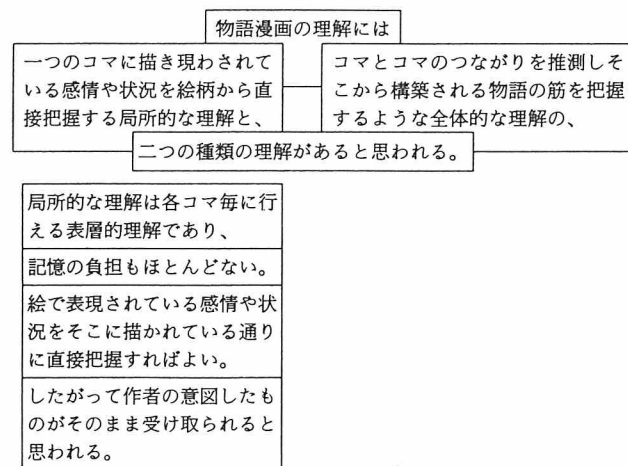 物語漫画の理解には
一つのコマに描き現わされて
いる感情や状況を絵柄から直
接把握する局所的な理解と、
コマとコマのつながりを推測しそ
こから構築される物語の筋を把握
するような全体的な理解の、
二つの種類の理解があると思われる。
局所的な理解は各コマ毎に行
える表層的理解であり、
記憶の負担もほとんどない。
絵で表現されている感情や状
況をそこに描かれている通り
に直接把握すればよい。
したがって作者の意図したも
のがそのまま受け取られると
思われる。